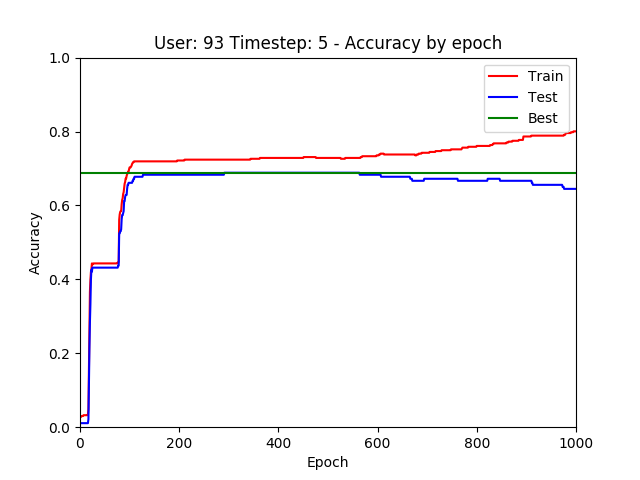 User: 93 Timestep: 5 - Accuracy by epoch
1.0
0.8
0.6
0.4
0.2
0.0
Accuracy
Train
Test
Best
0 200 400 600 800 1000
Epoch